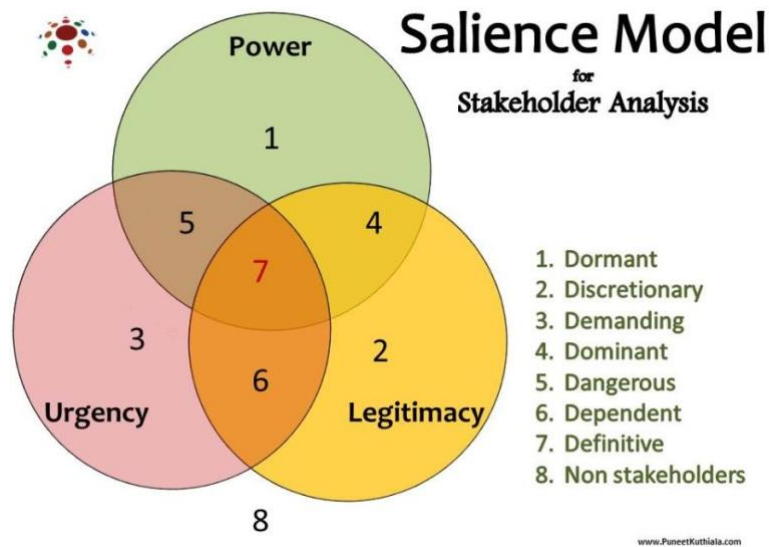 Salience Model
for
Stakeholder Analysis
Power
1
5
4
7
3
2
6
Urgency
Legitimacy
8
1. Dormant
2. Discretionary
3. Demanding
4. Dominant
5. Dangerous
6. Dependent
7. Definitive
8. Non stakeholders
www.PuneetKuthiala.com